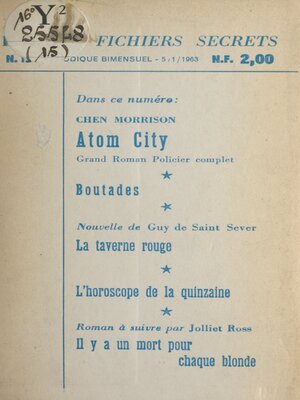 16° Y²
25548
(15)
FICHIERS SECRETS
DIQUE BIMENSUEL - 5/1/1963 N.F. 2,00
Dans ce numéro:
CHEN MORRISON
Atom City
Grand Roman Policier complet
Boutades
Nouvelle de Guy de Saint Sever
La taverne rouge
L'horoscope de la quinzaine
Roman à suivre par Jolliet Ross
Il y a un mort pour
chaque blonde